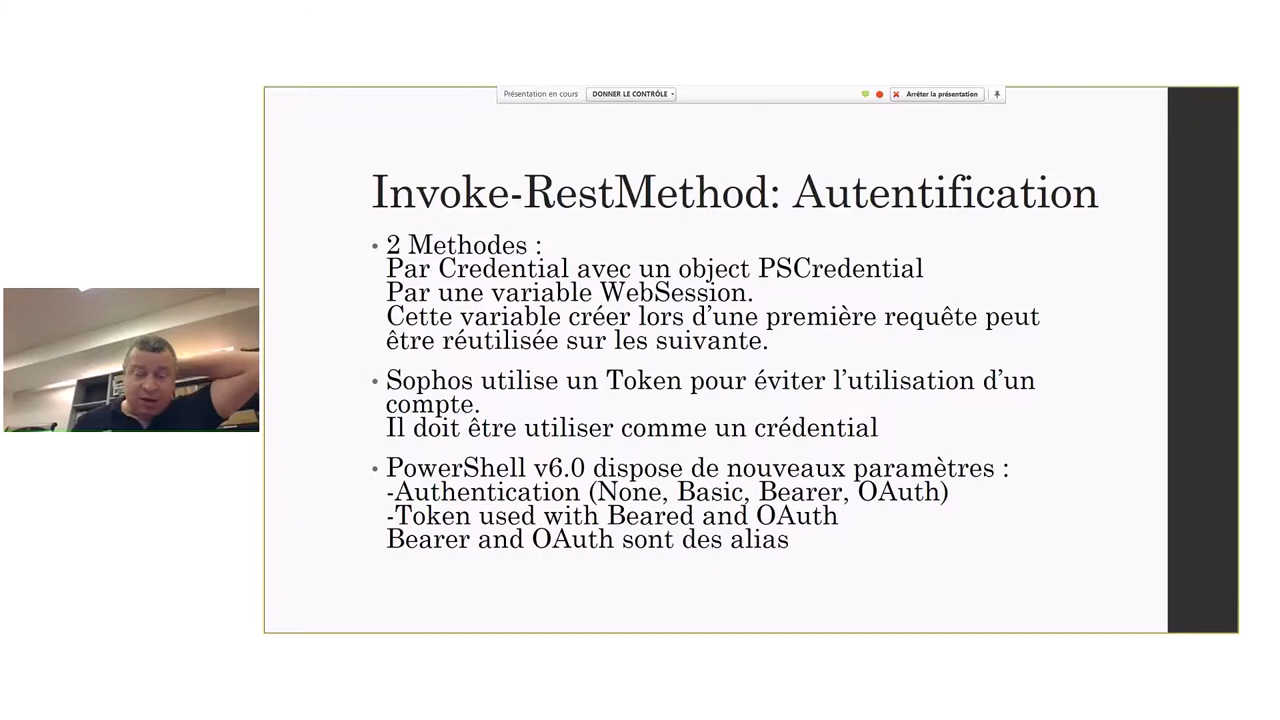 Présentation en cours DONNER LE CONTRÔLE Arrêter la présentation
Invoke-RestMethod: Autentification
• 2 Methodes :
Par Credential avec un object PSCredential
Par une variable WebSession.
Cette variable créer lors d’une première requête peut
être réutilisée sur les suivante.
• Sophos utilise un Token pour éviter l’utilisation d’un
compte.
Il doit être utiliser comme un crédential
• PowerShell v6.0 dispose de nouveaux paramètres :
-Authentication (None, Basic, Bearer, OAuth)
-Token used with Beared and OAuth
Bearer and OAuth sont des alias